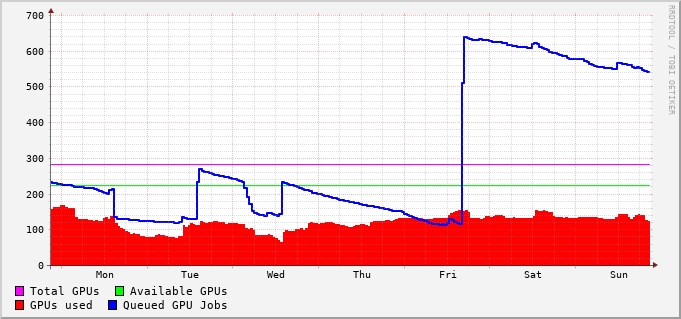 700
600
500
400
300
200
100
0
Mon Tue Wed Thu Fri Sat Sun
Total GPUs Available GPUs
GPUs used Queued GPU Jobs
RRDTOOL / TOBI OETIKER